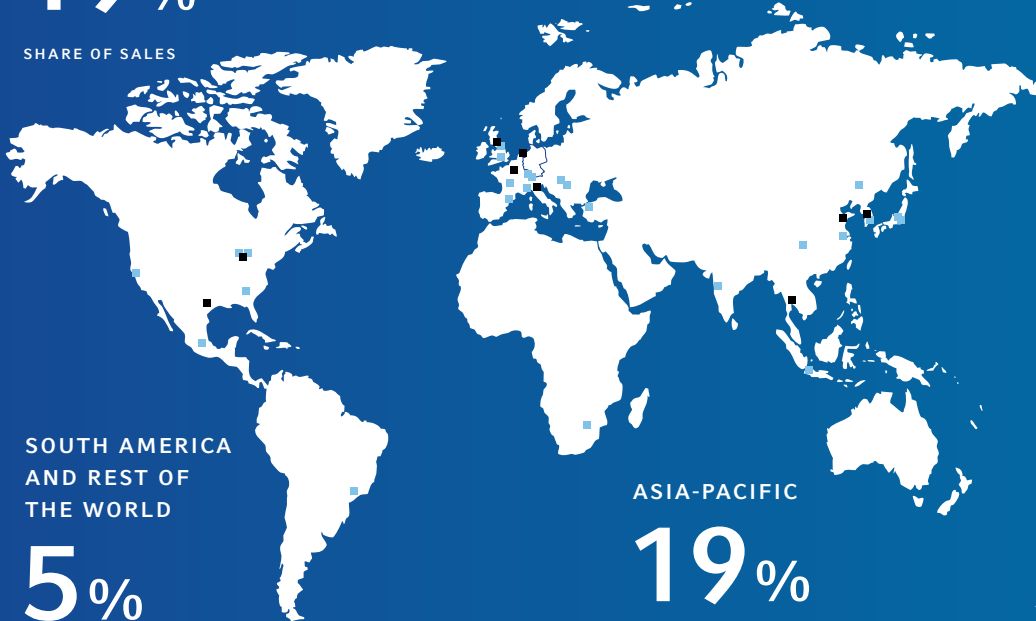 SHARE OF SALES
SOUTH AMERICA
AND REST OF
THE WORLD
5%
ASIA-PACIFIC
19%